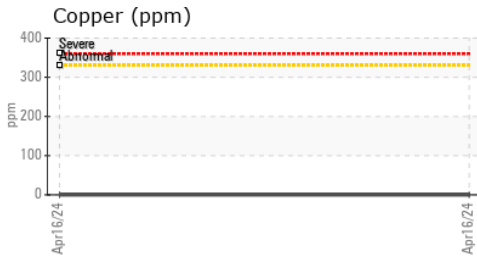 Copper (ppm)
400
Severe
Abnormal
300
ppm
200
100
0
Apr16/24
Apr16/24